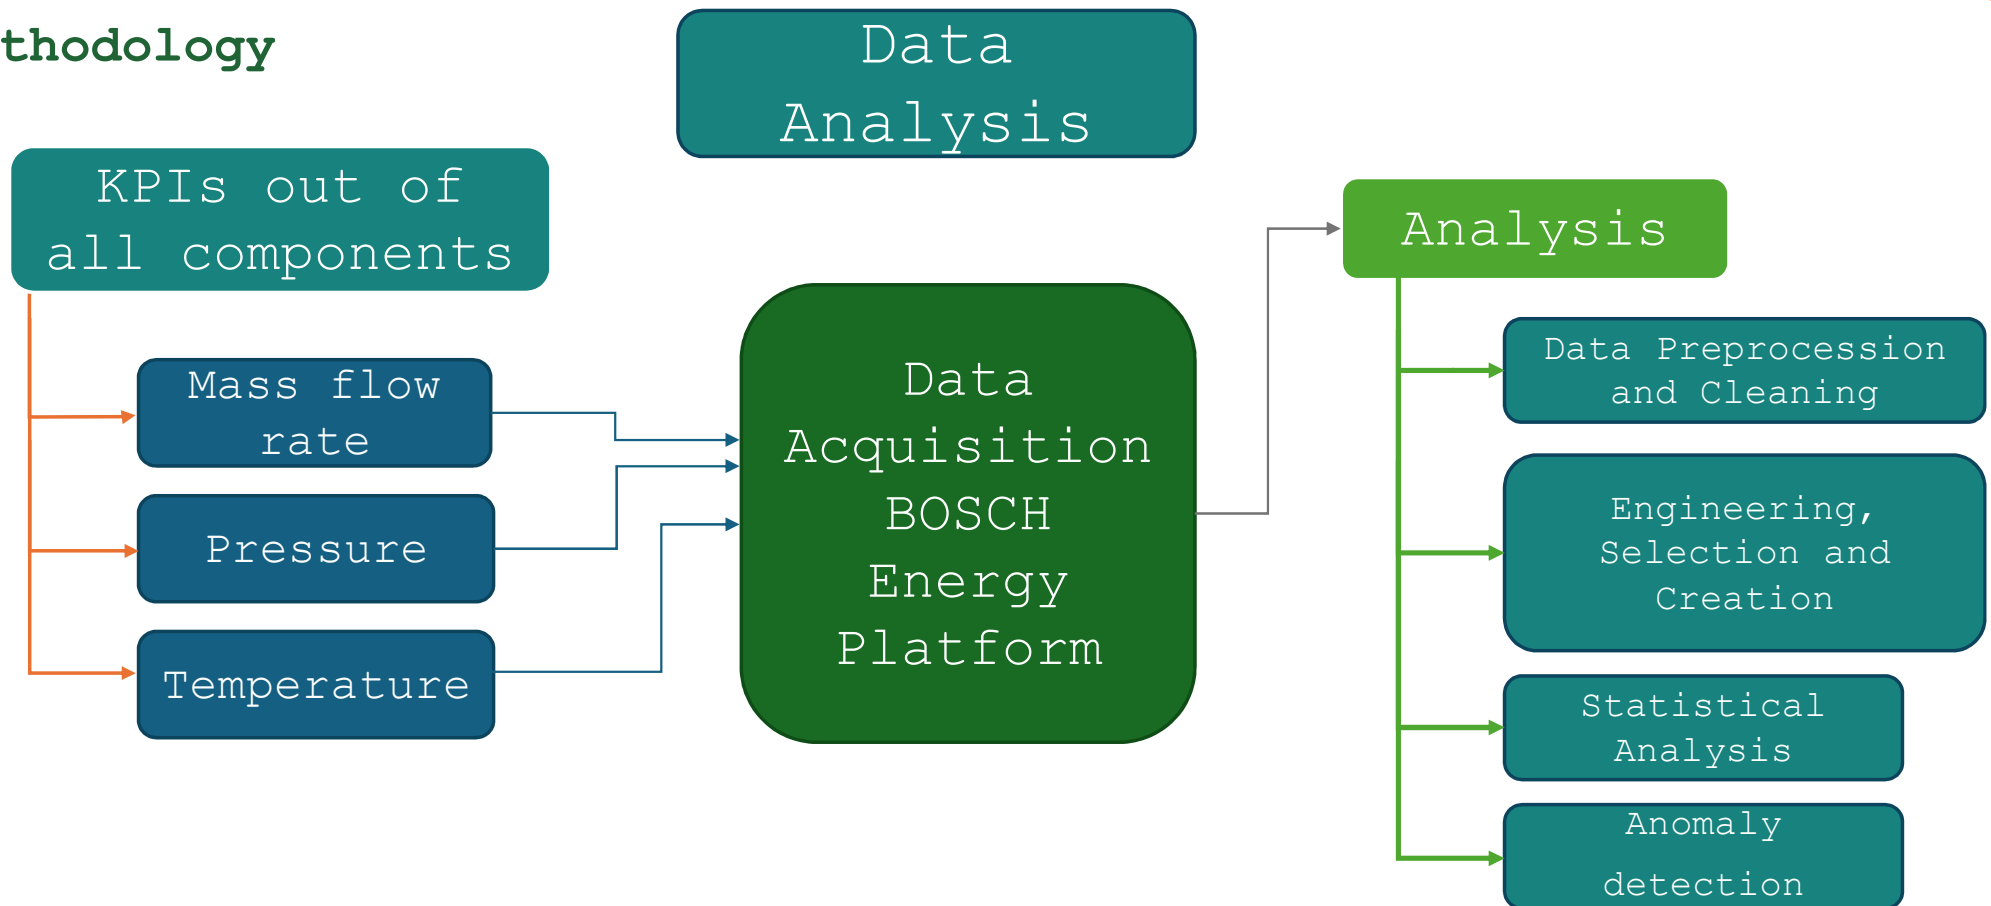 thodology
Data
Analysis
KPIs out of
all components
Mass flow
rate
Pressure
Temperature
Data
Acquisition
BOSCH
Energy
Platform
Analysis
Data Preprocession
and Cleaning
Engineering,
Selection and
Creation
Statistical
Analysis
Anomaly
detection